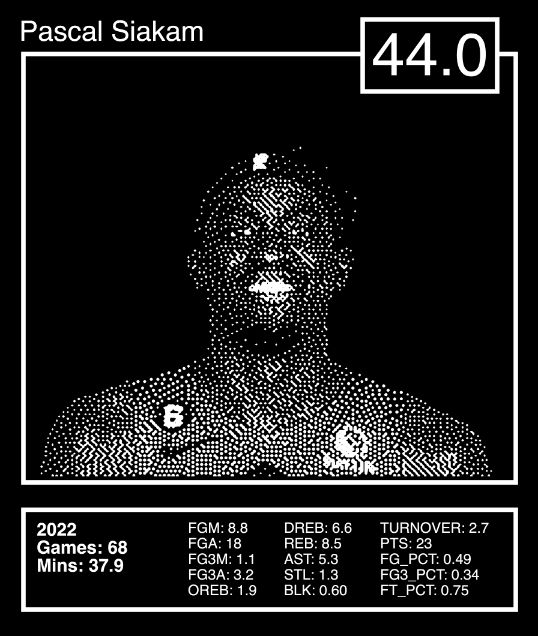 Pascal Siakam
44.0
6
2022
Games: 68
Mins: 37.9
FGM: 8.8
FGA: 18
FG3M: 1.1
FG3A: 3.2
OREB: 1.9
DREB: 6.6
REB: 8.5
AST: 5.3
STL: 1.3
BLK: 0.60
TURNOVER: 2.7
PTS: 23
FG_PCT: 0.49
FG3_PCT: 0.34
FT_PCT: 0.75